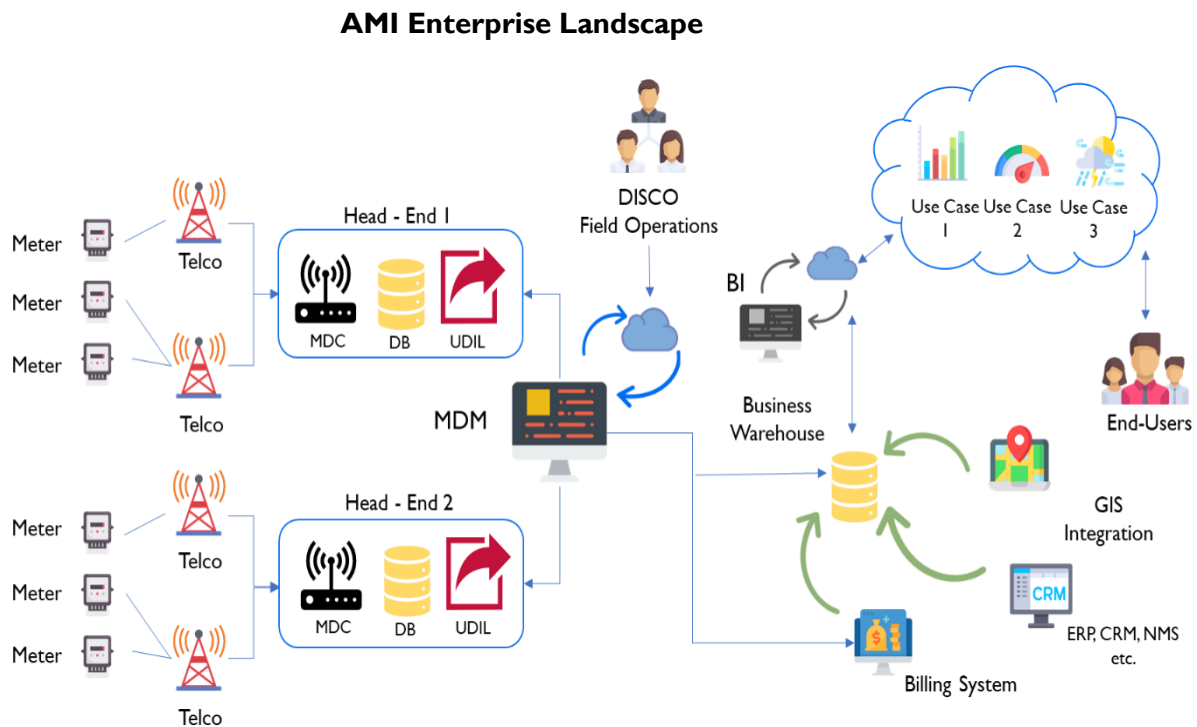 AMI Enterprise Landscape
DISCO
Field Operations
Use Case
1
Use Case
2
Use Case
3
Meter
Telco
Meter
Meter
Telco
Head - End 1
MDC
DB
UDIL
BI
End-Users
MDM
Business
Warehouse
GIS
Integration
Meter
Telco
Meter
Meter
Telco
Head - End 2
MDC
DB
UDIL
CRM
ERP, CRM, NMS
etc.
$
Billing System